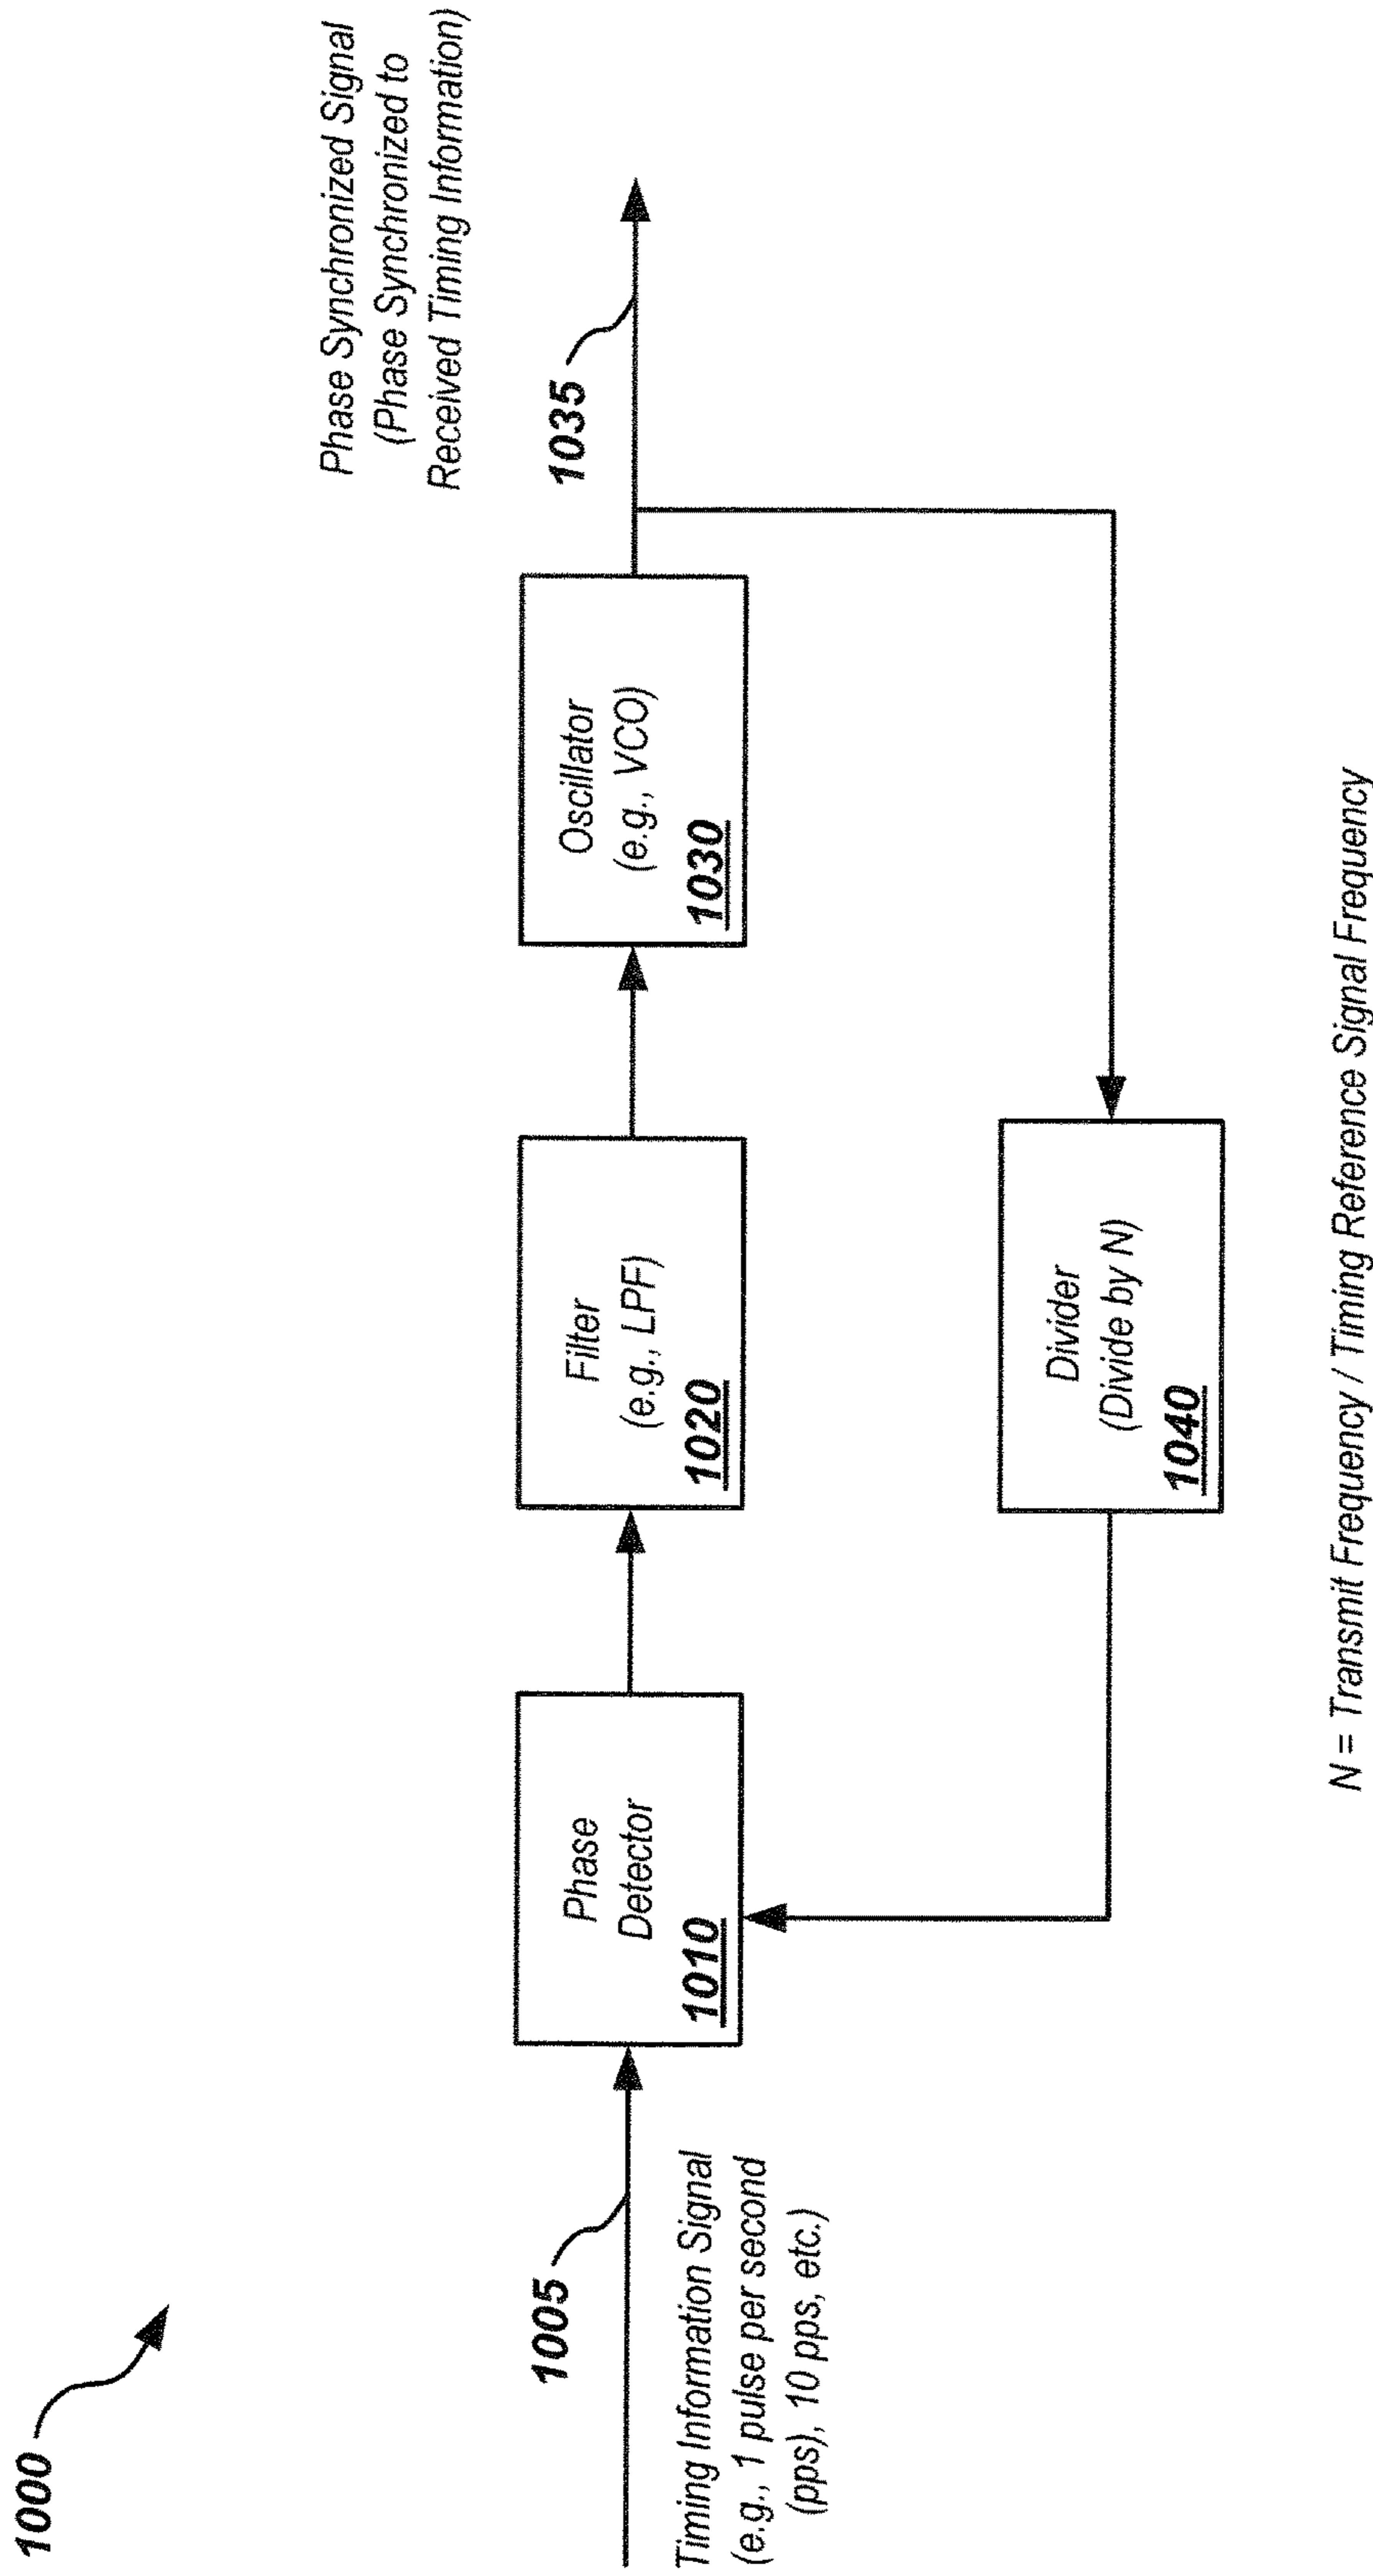 1000
Phase Synchronized Signal
(Phase Synchronized to
Received Timing Information)
1005
1035
Timing Information Signal
(e.g., 1 pulse per second
(pps), 10 pps, etc.)
Phase
Detector
1010
Filter
(e.g., LPF)
1020
Oscillator
(e.g., VCO)
1030
Divider
(Divide by N)
1040
N = Transmit Frequency / Timing Reference Signal Frequency